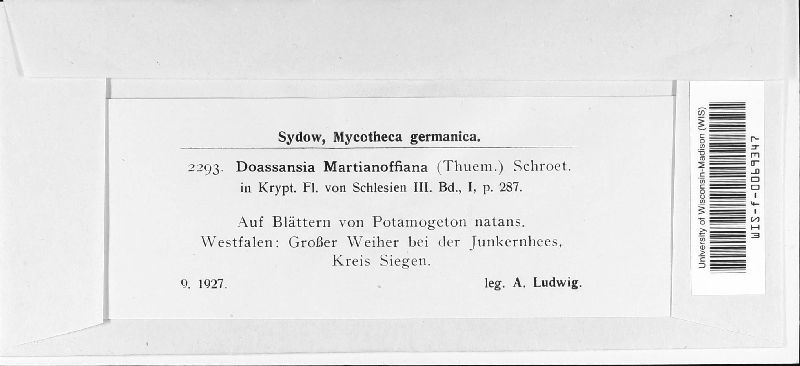 Sydow, Mycotheca germanica.
2293. Doassansia Martianoffiana (Thuem.) Schroet.
in Krypt. Fl. von Schlesien III. Bd., I, p. 287.
Auf Blättern von Potamogeton natans.
Westfalen: Großer Weiher bei der Junkernhees,
Kreis Siegen.
9. 1927. leg. A. Ludwig.
University of Wisconsin-Madison (WIS)
WIS-F-0069347